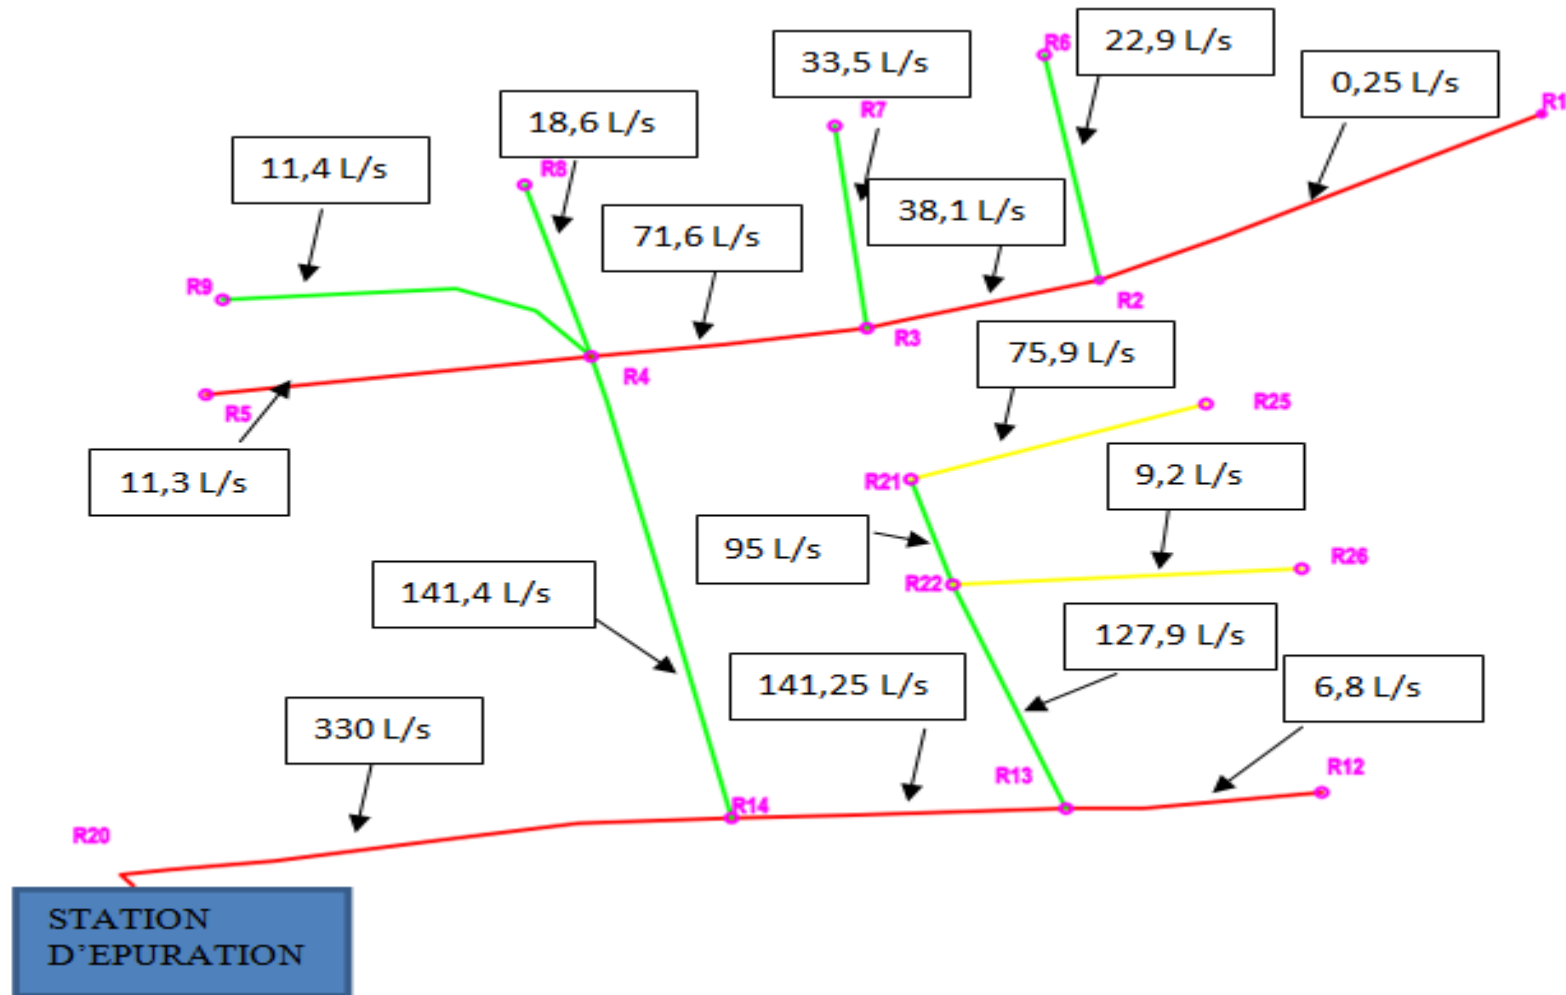 22,9 L/s
R6
33,5 L/s
0,25 L/s
R1
R7
18,6 L/s
R8
11,4 L/s
38,1 L/s
71,6 L/s
R9
R2
R3
75,9 L/s
R4
R25
R5
11,3 L/s
R21
9,2 L/s
95 L/s
R26
R22
141,4 L/s
127,9 L/s
141,25 L/s
6,8 L/s
330 L/s
R13
R12
R14
R20
STATION
D'EPURATION